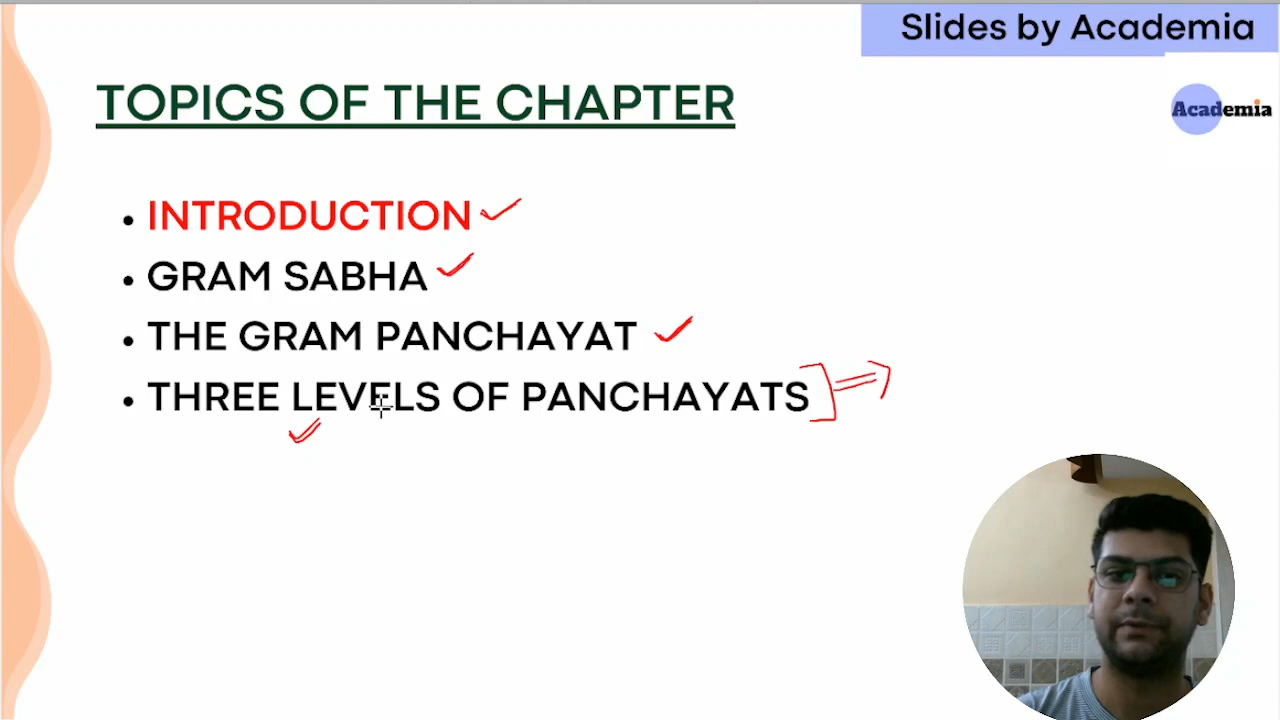 Slides by Academia
TOPICS OF THE CHAPTER
Academia
• INTRODUCTION
• GRAM SABHA
• THE GRAM PANCHAYAT
• THREE LEVELS OF PANCHAYATS